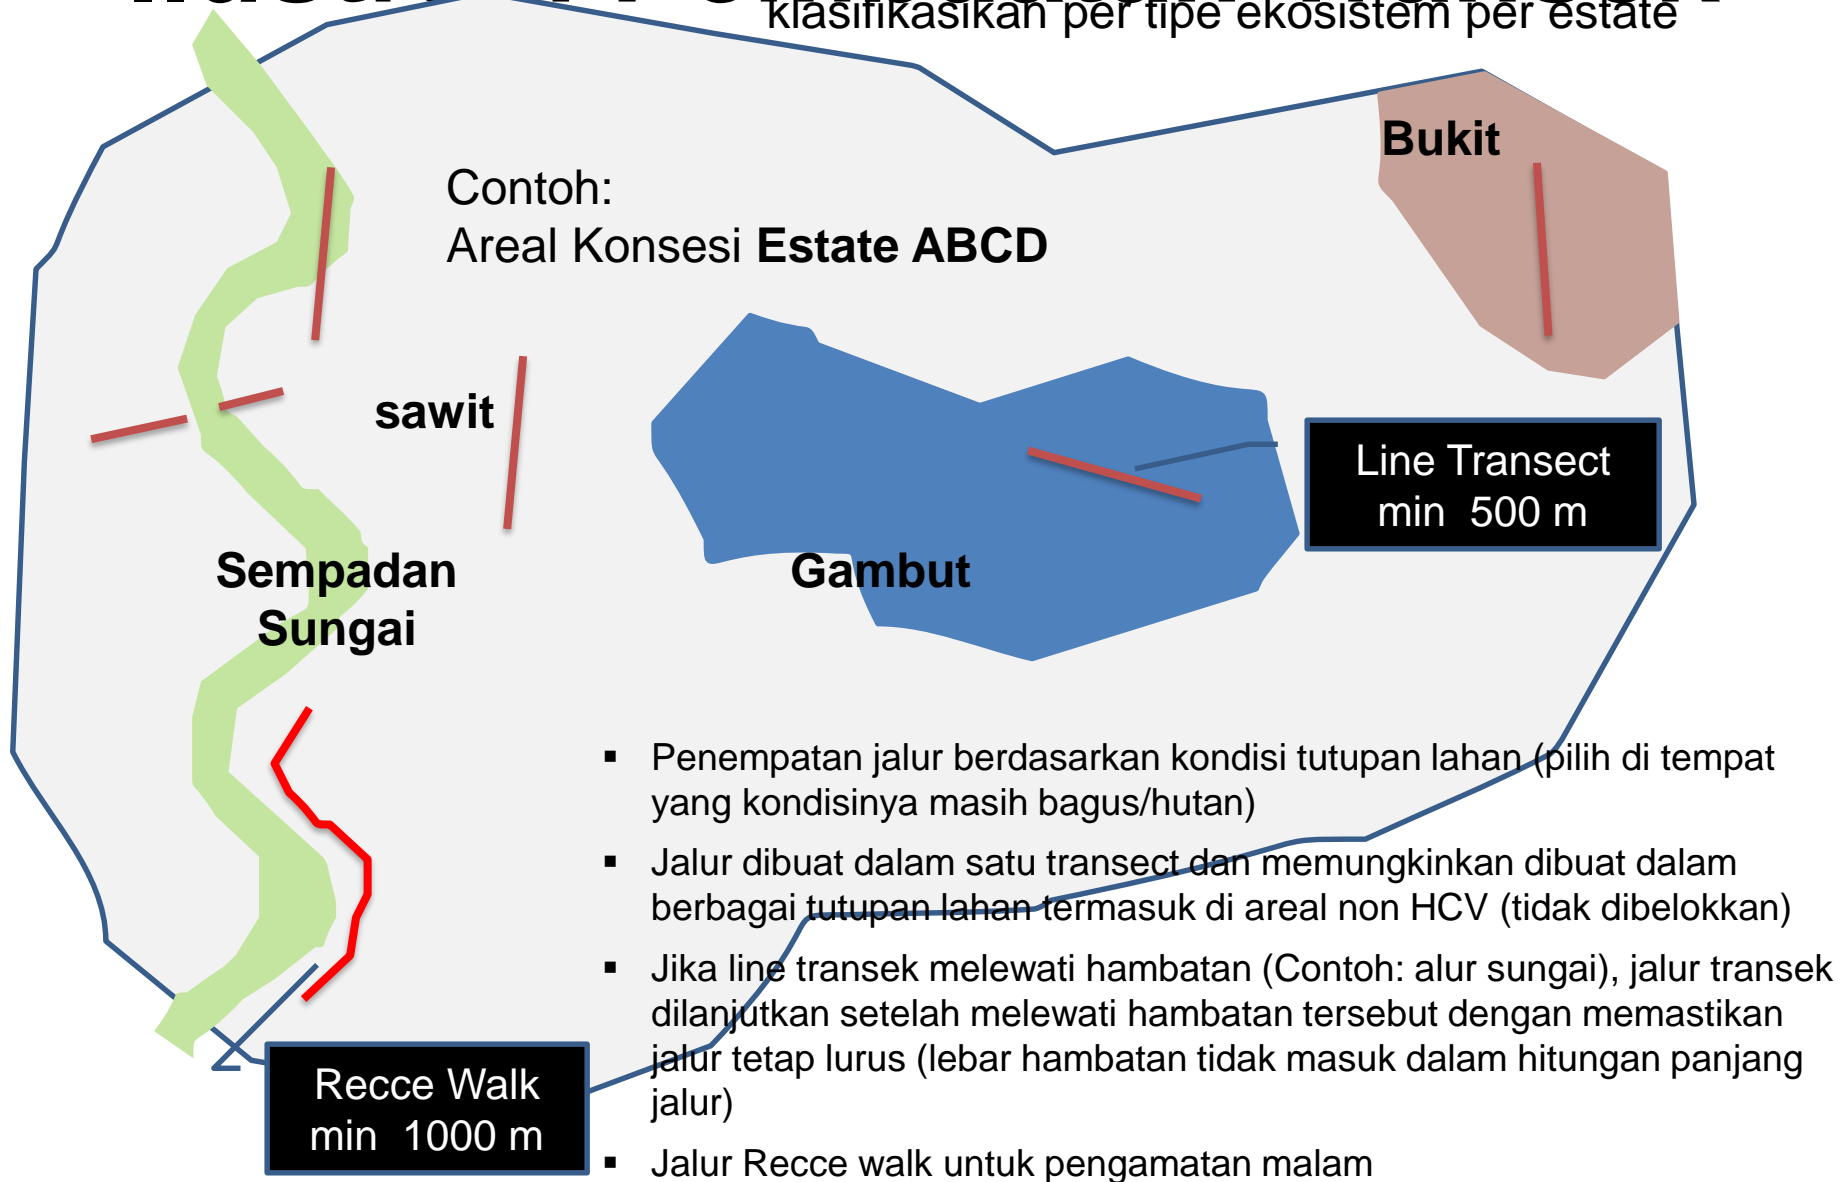 klasifikasikan per tipe ekosistem per estate
Bukit
Contoh:
Areal Konsesi Estate ABCD
sawit
Line Transect
min 500 m
Sempadan
Sungai
Gambut
▪ Penempatan jalur berdasarkan kondisi tutupan lahan (pilih di tempat
yang kondisinya masih bagus/hutan)
▪ Jalur dibuat dalam satu transect dan memungkinkan dibuat dalam
berbagai tutupan lahan termasuk di areal non HCV (tidak dibelokkan)
▪ Jika line transek melewati hambatan (Contoh: alur sungai), jalur transek
dilanjutkan setelah melewati hambatan tersebut dengan memastikan
jalur tetap lurus (lebar hambatan tidak masuk dalam hitungan panjang
jalur)
Recce Walk
min 1000 m
▪ Jalur Recce walk untuk pengamatan malam